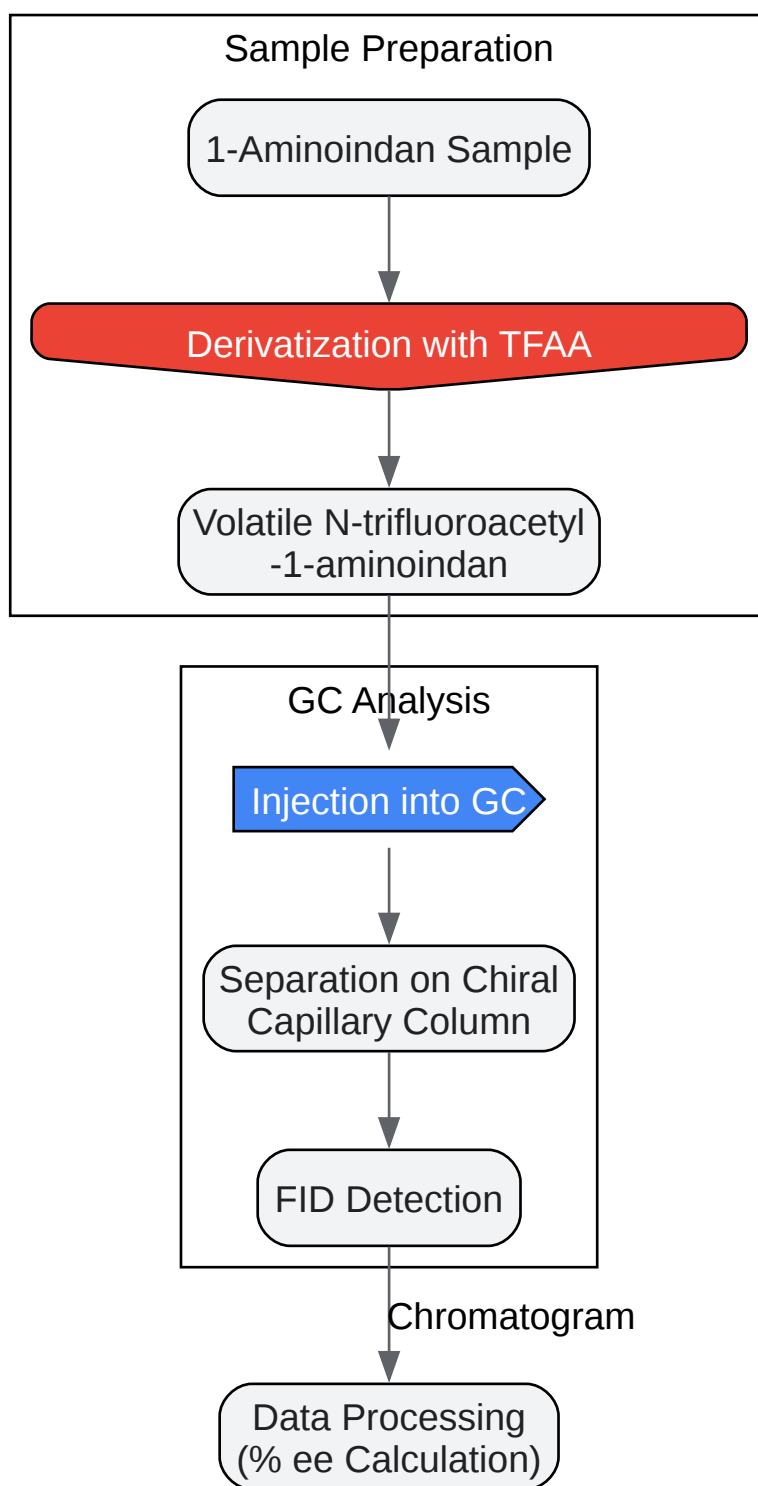 Sample Preparation
1-Aminoindan Sample
Derivatization with TFAA
Volatile N-trifluoroacetyl
-1-aminoindan
GC Analysis
Injection into GC
Separation on Chiral
Capillary Column
FID Detection
Chromatogram
Data Processing
(% ee Calculation)